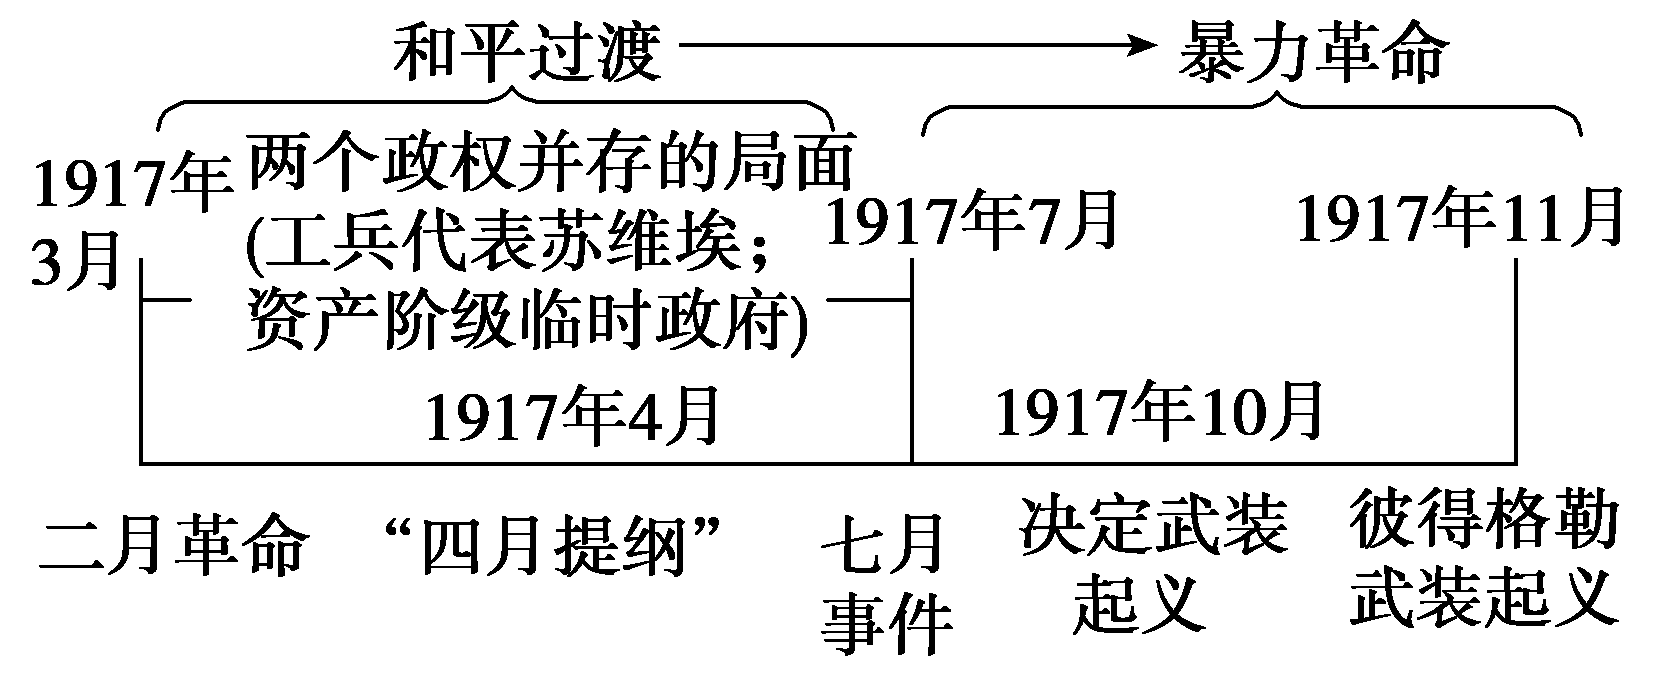 和平过渡
暴力革命
1917年
3月
两个政权并存的局面
(工兵代表苏维埃；
资产阶级临时政府)
1917年7月
1917年11月
1917年4月
1917年10月
二月革命
“四月提纲”
七月
事件
决定武装
起义
彼得格勒
武装起义